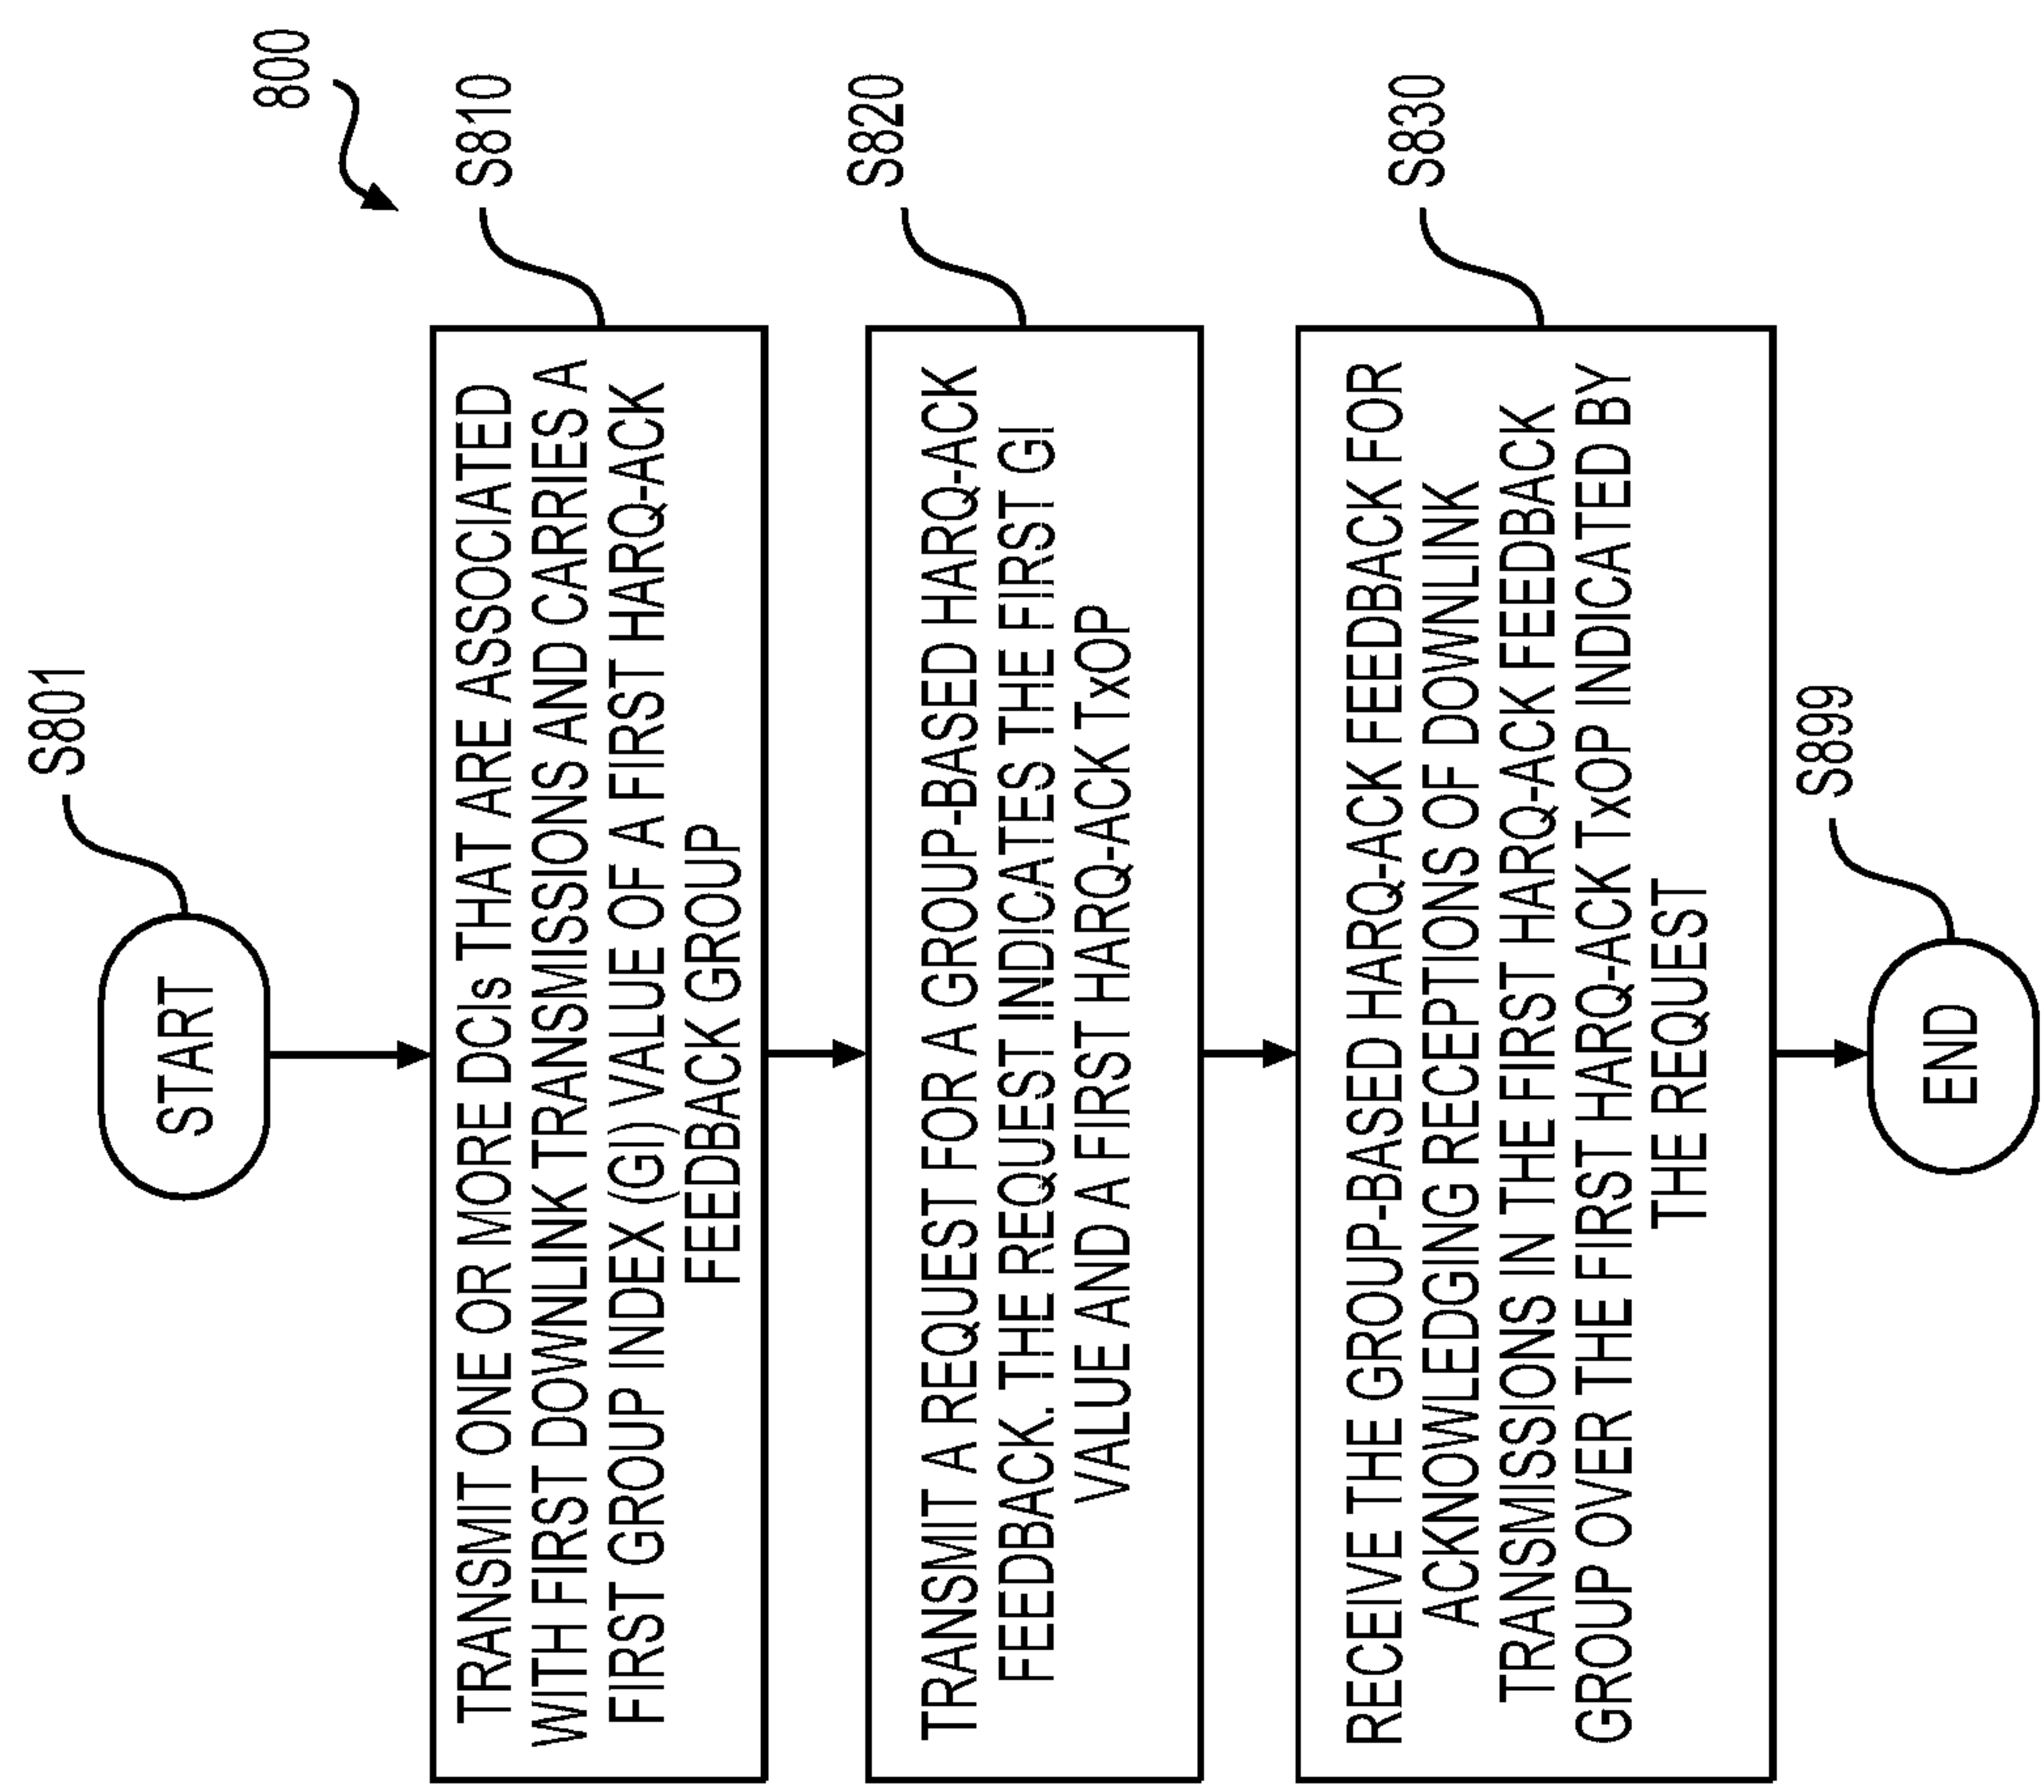 800
S801
START
S810
TRANSMIT ONE OR MORE DCIs THAT ARE ASSOCIATED
WITH FIRST DOWNLINK TRANSMISSIONS AND CARRIES A
FIRST GROUP INDEX (GI) VALUE OF A FIRST HARQ-ACK
FEEDBACK GROUP
S820
TRANSMIT A REQUEST FOR A GROUP-BASED HARQ-ACK
FEEDBACK. THE REQUEST INDICATES THE FIRST GI
VALUE AND A FIRST HARQ-ACK TxOP
S830
RECEIVE THE GROUP-BASED HARQ-ACK FEEDBACK FOR
ACKNOWLEDGING RECEPTIONS OF DOWNLINK
TRANSMISSIONS IN THE FIRST HARQ-ACK FEEDBACK
GROUP OVER THE FIRST HARQ-ACK TxOP INDICATED BY
THE REQUEST
S899
END